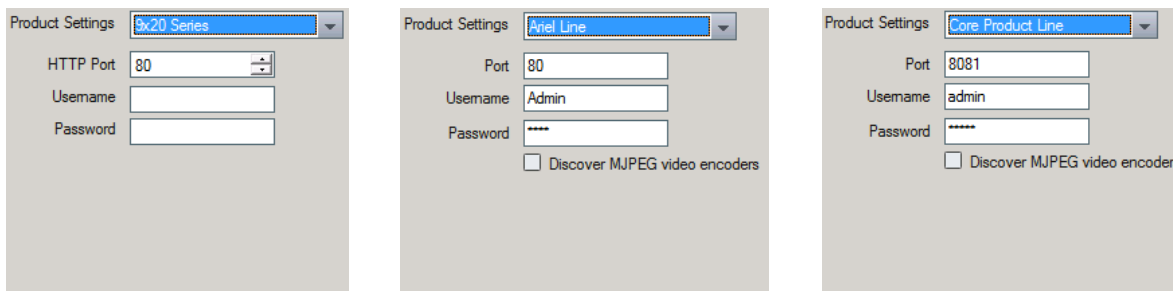 Product Settings 9x20 Series
HTTP Port 80
Username
Password
Product Settings Ariel Line
Port 80
Username Admin
Password ****
Discover MJPEG video encoders
Product Settings Core Product Line
Port 8081
Username admin
Password *****
Discover MJPEG video encoder